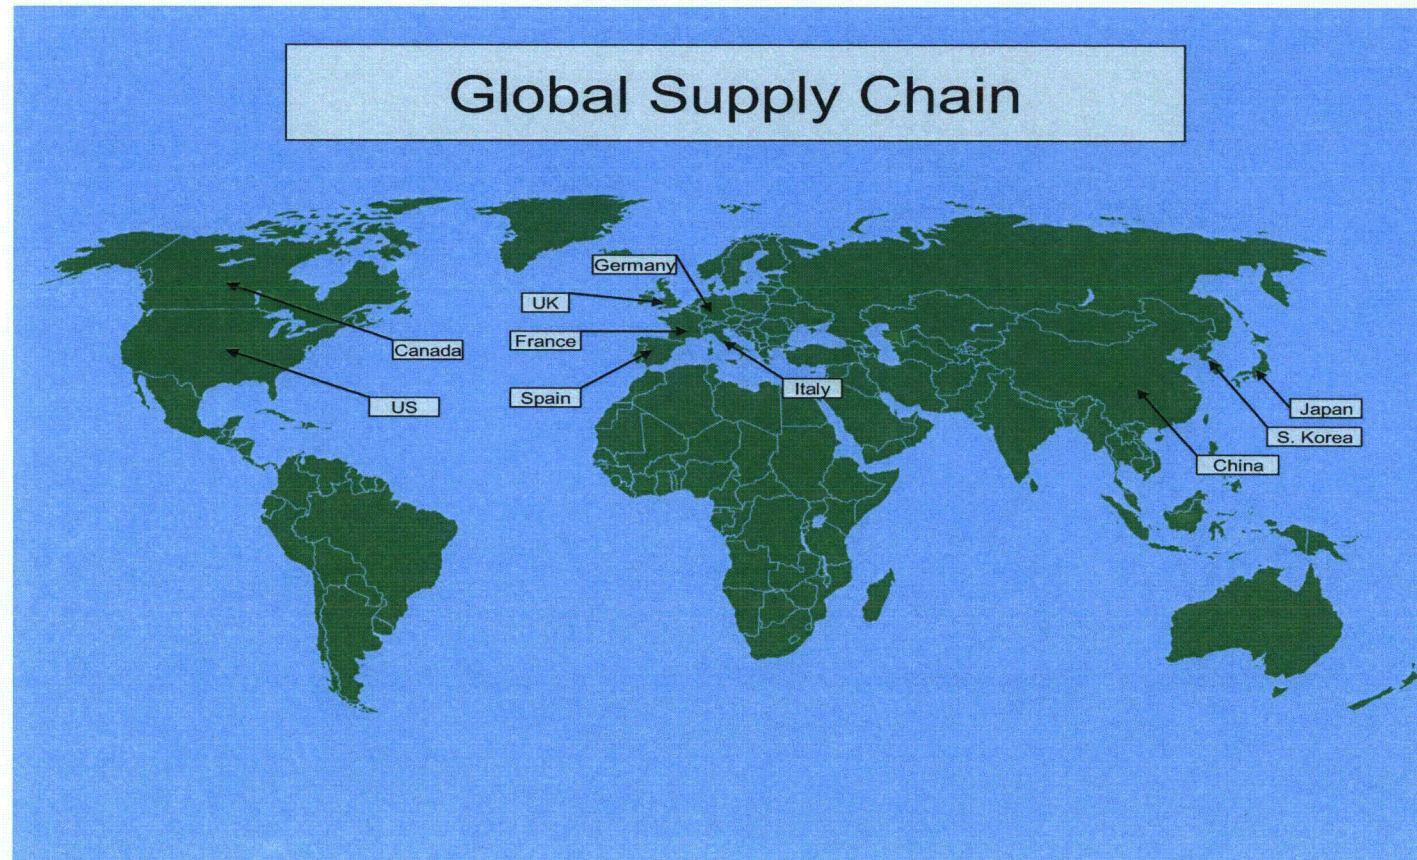 Global Supply Chain
Germany
UK
Canada
France
US
Spain
Italy
Japan
S. Korea
China